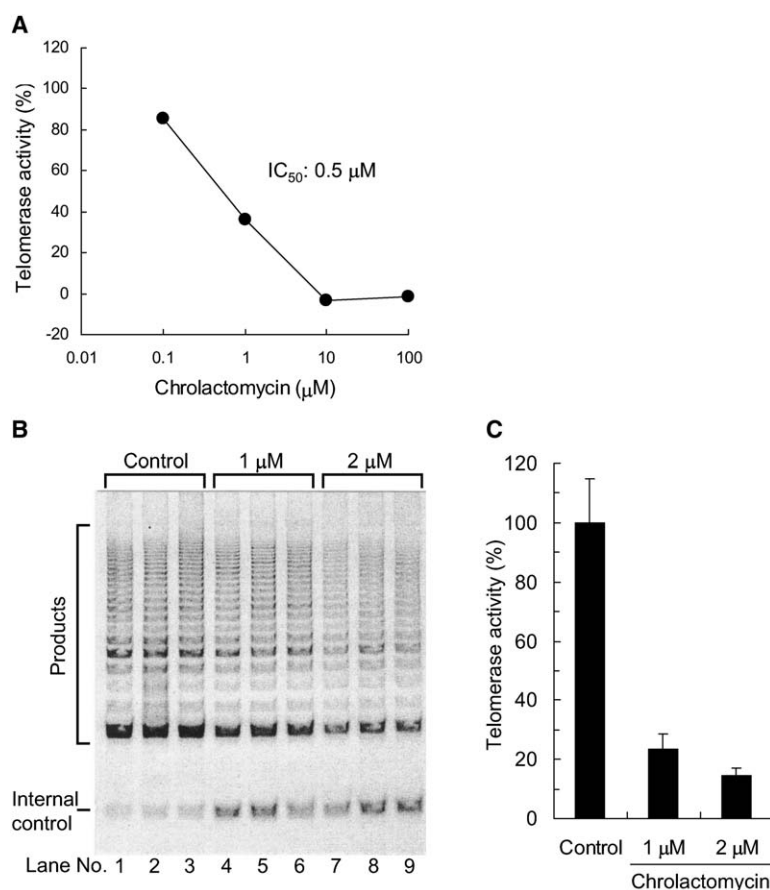 A
120
100
80
60
40
20
0
-20
Telomerase activity (%)
IC50: 0.5 µM
0.01 0.1 1 10 100
Chrolactomycin (µM)
B
Control 1 µM 2 µM
Products
Internal
control
Lane No. 1 2 3 4 5 6 7 8 9
C
120
100
80
60
40
20
0
Telomerase activity (%)
Control 1 µM 2 µM
Chrolactomycin